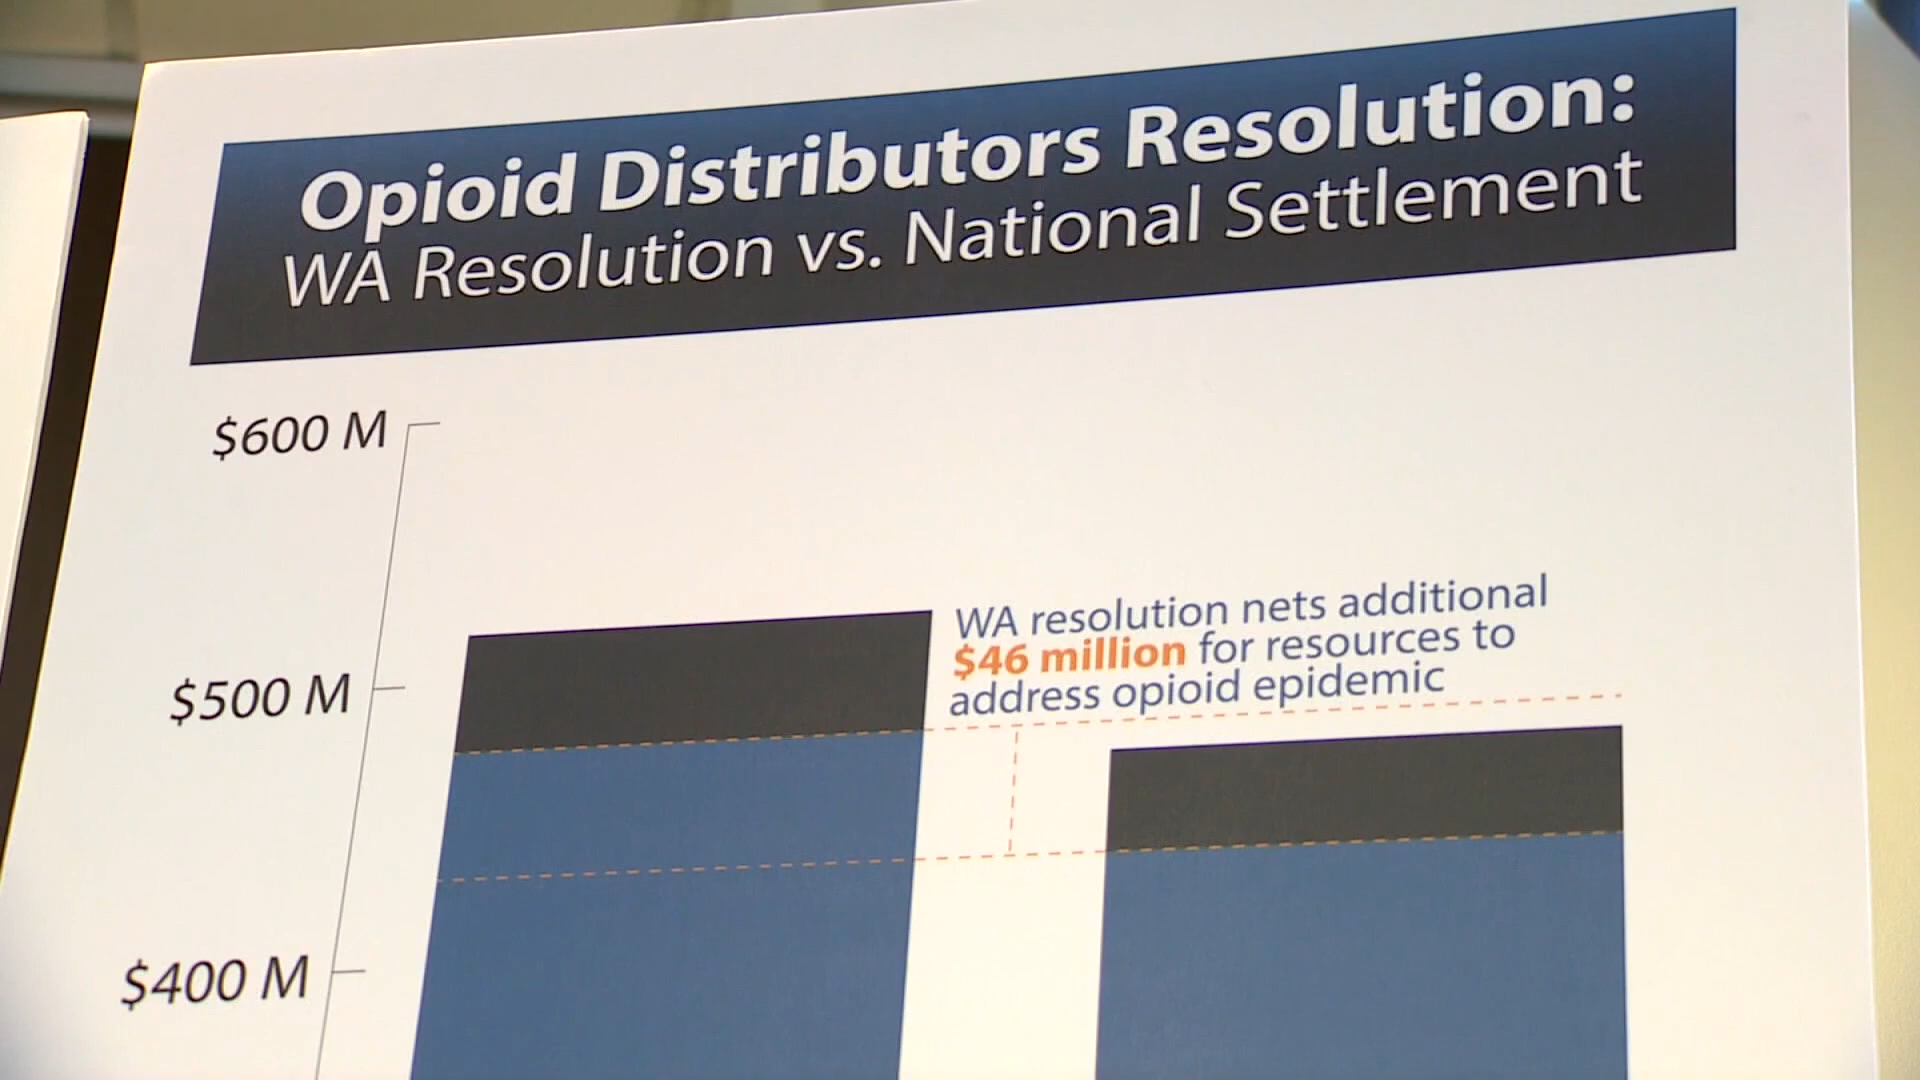 Opioid Distributors Resolution:
WA Resolution vs. National Settlement
$600 M
WA resolution nets additional
$46 million for resources to
address opioid epidemic
$500 M
$400 M